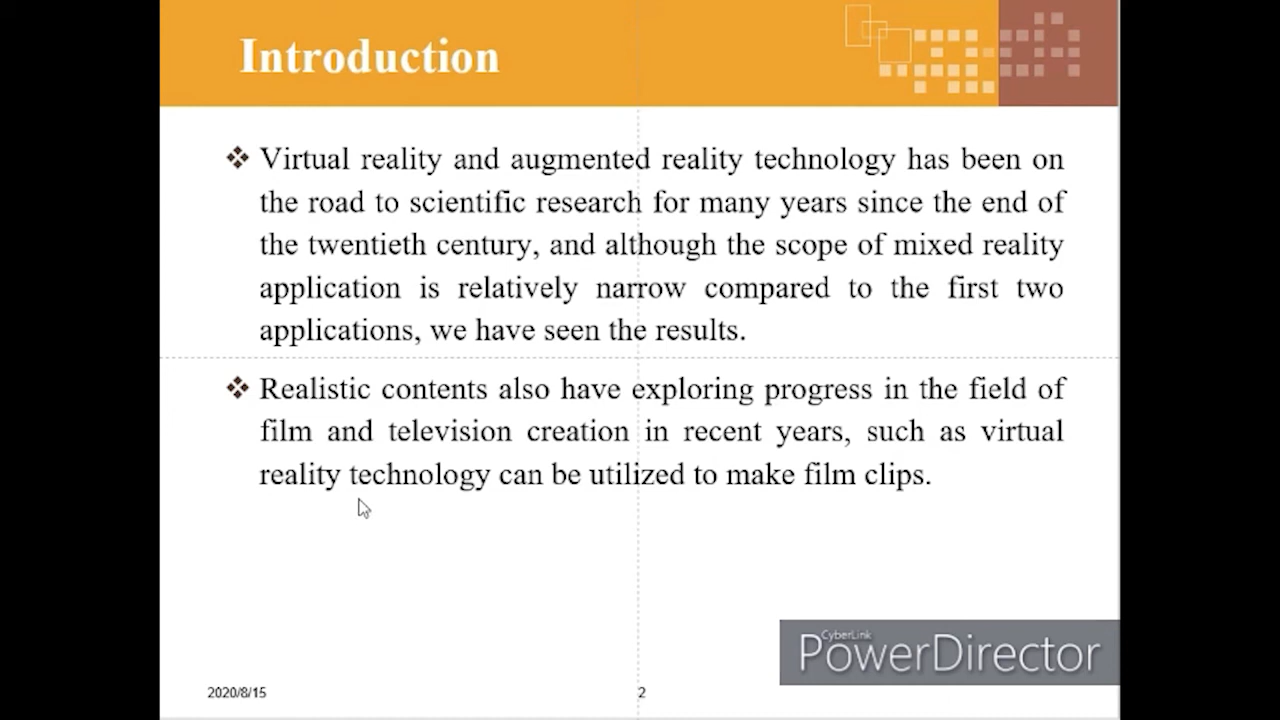 Introduction
Virtual reality and augmented reality technology has been on
the road to scientific research for many years since the end of
the twentieth century, and although the scope of mixed reality
application is relatively narrow compared to the first two
applications, we have seen the results.
Realistic contents also have exploring progress in the field of
film and television creation in recent years, such as virtual
reality technology can be utilized to make film clips.
CyberLink
PowerDirector
2020/8/15
2